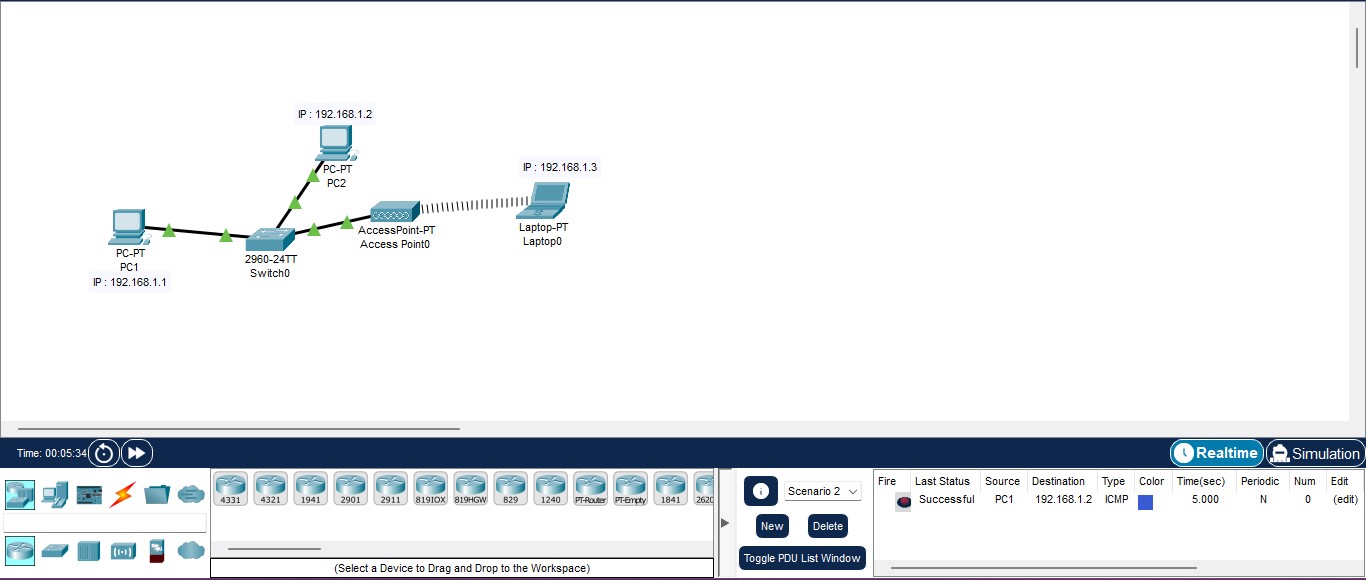 IP : 192.168.1.2
PC-PT
PC2
IP : 192.168.1.3
Laptop-PT
Laptop0
AccessPoint-PT
Access Point0
PC-PT
PC1
IP : 192.168.1.1
2960-24TT
Switch0
Time: 00:05:34
Realtime
Simulation
4331 4321 1941 2901 2911 819IOX 819HGW 829 1240 PT-Router PT-Empty 1841 2620
(Select a Device to Drag and Drop to the Workspace)
Scenario 2
New Delete
Toggle PDU List Window
Fire Last Status Source Destination Type Color Time(sec) Periodic Num Edit
Successful PC1 192.168.1.2 ICMP 5.000 N 0 (edit)